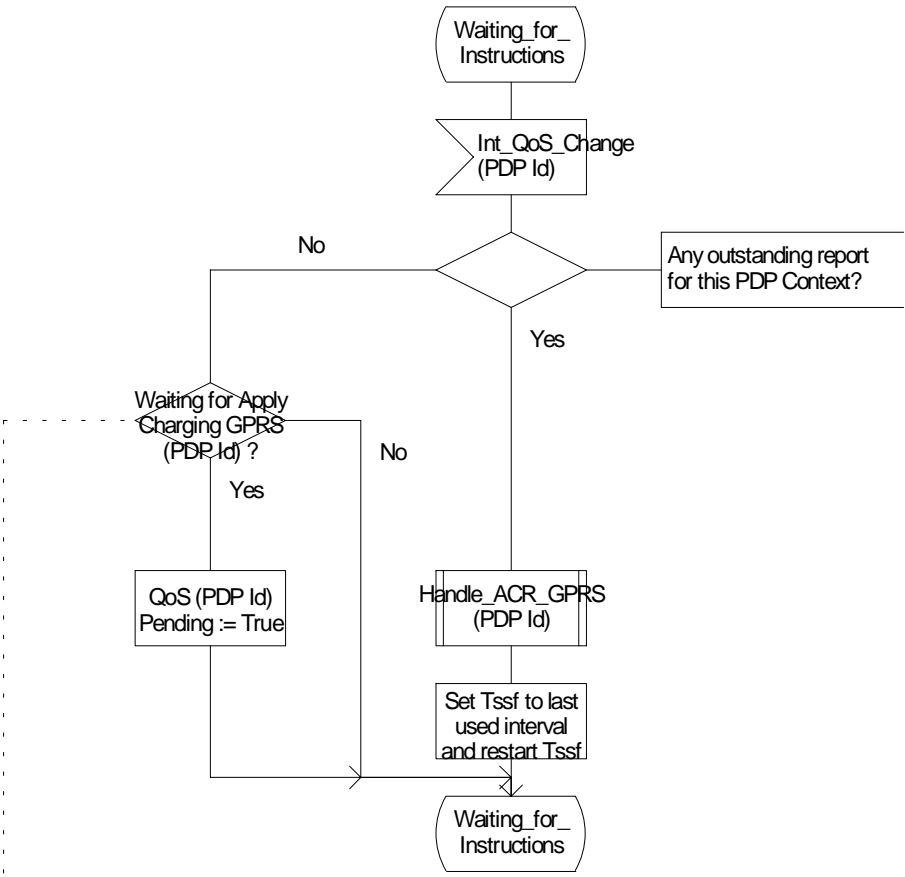 Waiting_for_
Instructions
Int_QoS_Change
(PDP Id)
No
Any outstanding report
for this PDP Context?
Yes
Waiting for Apply
Charging GPRS
(PDP Id) ?
No
Yes
QoS (PDP Id)
Pending := True
Handle_ACR_GPRS
(PDP Id)
Set Tssf to last
used interval
and restart Tssf
Waiting_for_
Instructions